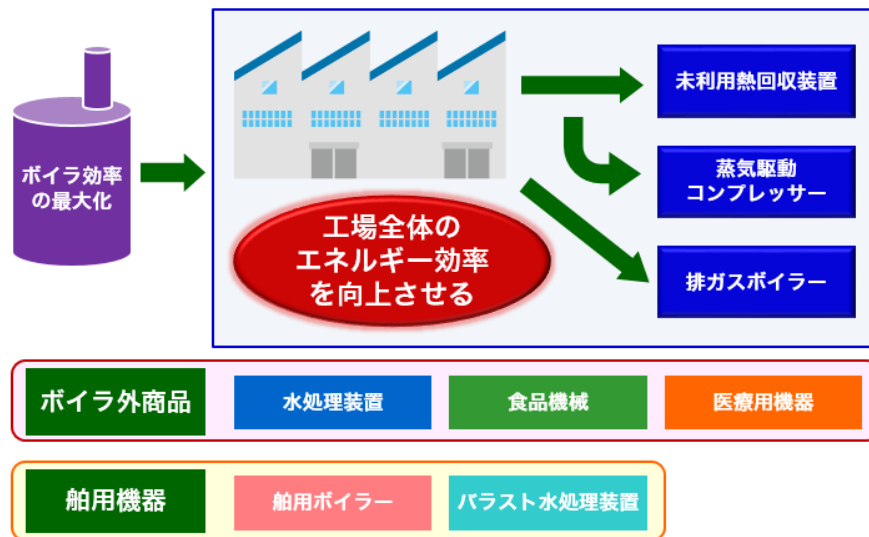 ボイラ効率
の最大化
工場全体の
エネルギー効率
を向上させる
未利用熱回収装置
蒸気駆動
コンプレッサー
排ガスボイラー
ボイラ外商品
水処理装置
食品機械
医療用機器
舶用機器
舶用ボイラー
バラスト水処理装置